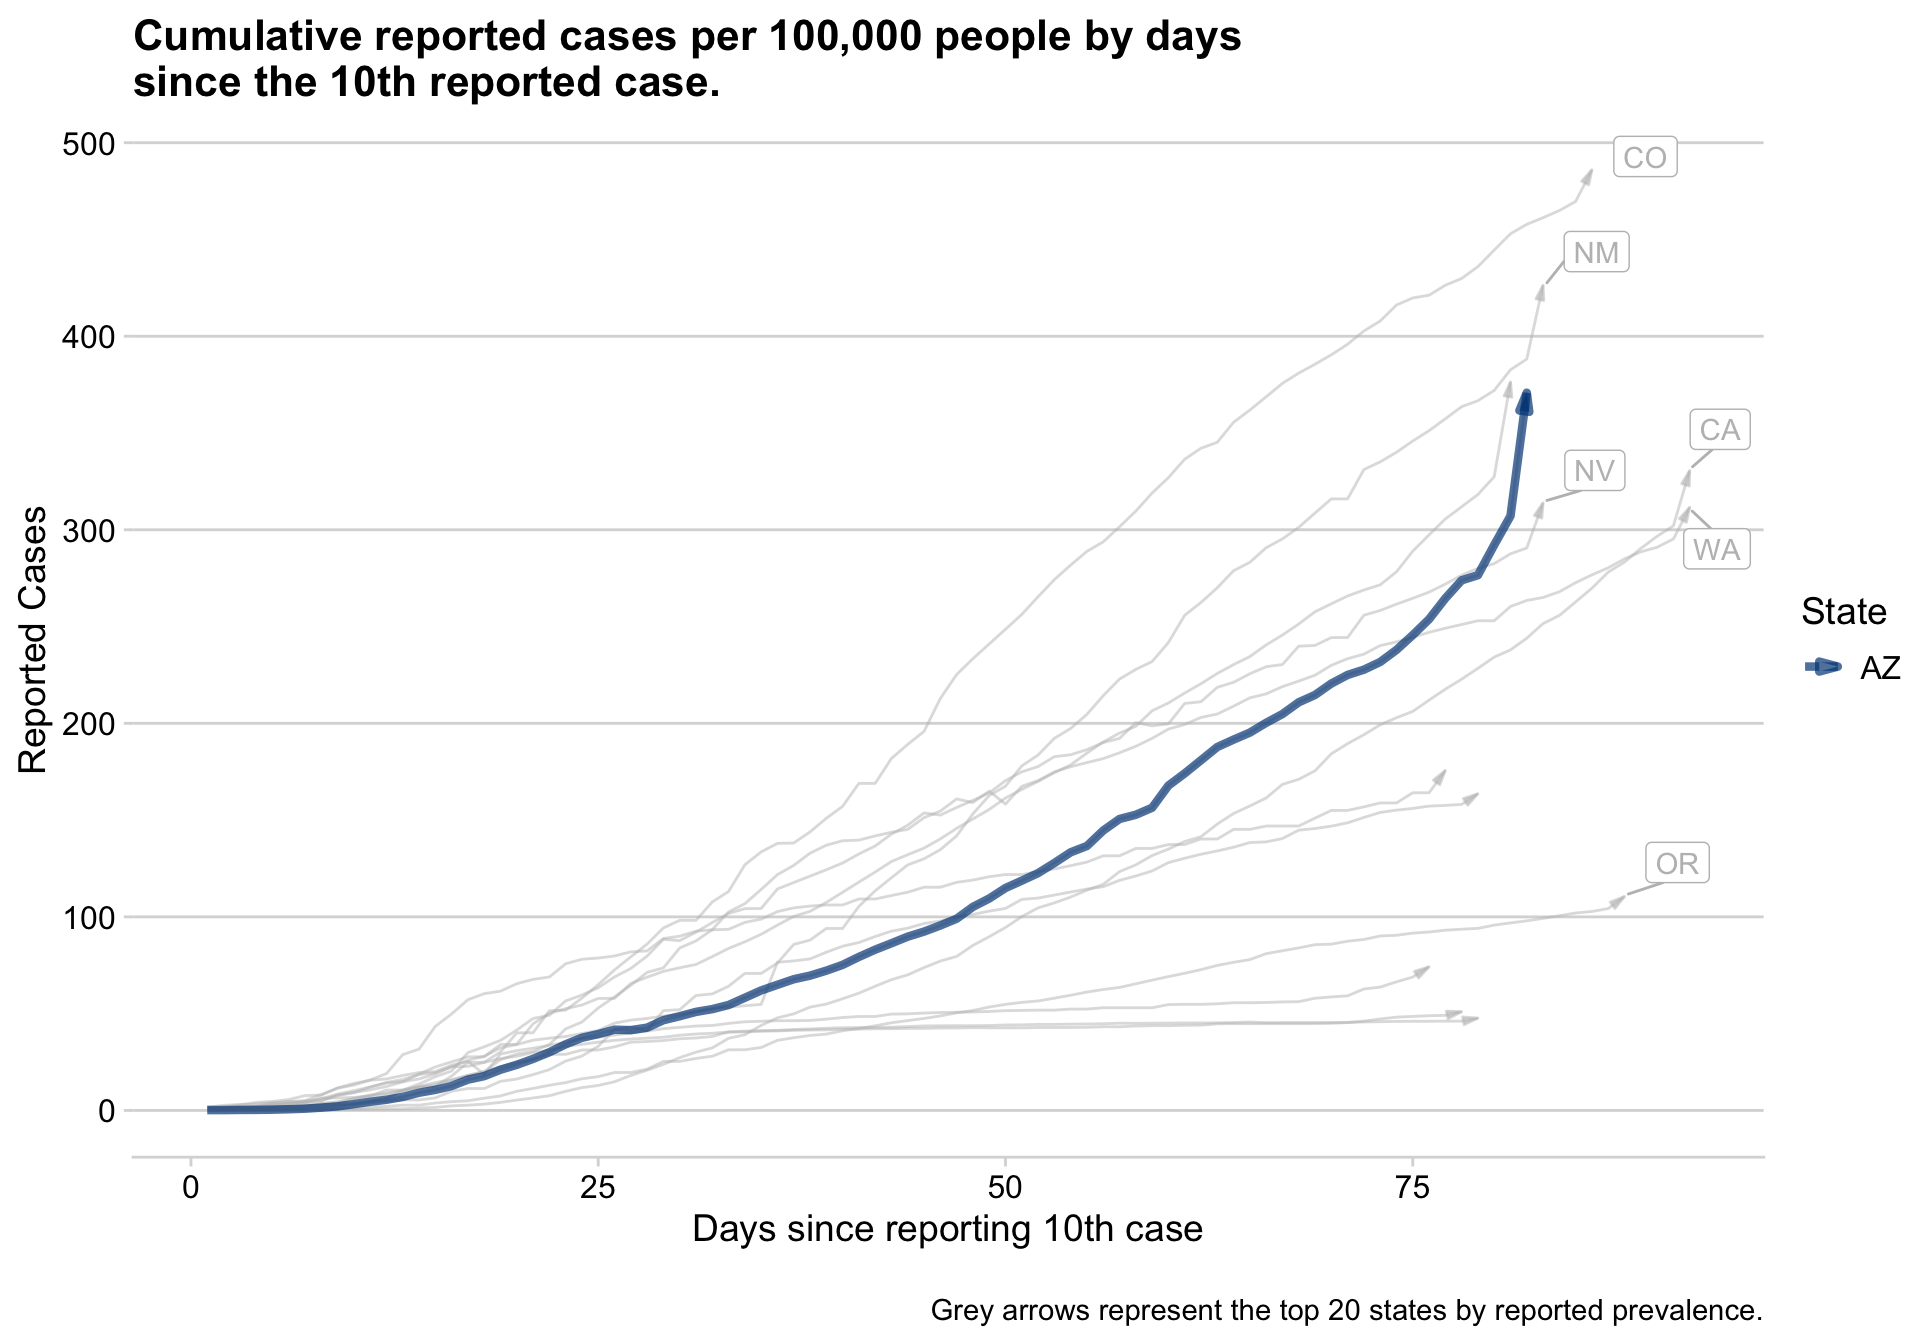 Cumulative reported cases per 100,000 people by days
since the 10th reported case.
500
400
300
200
100
0
Reported Cases
CO
NM
CA
NV
WA
OR
State
AZ
0
25
50
75
Days since reporting 10th case
Grey arrows represent the top 20 states by reported prevalence.